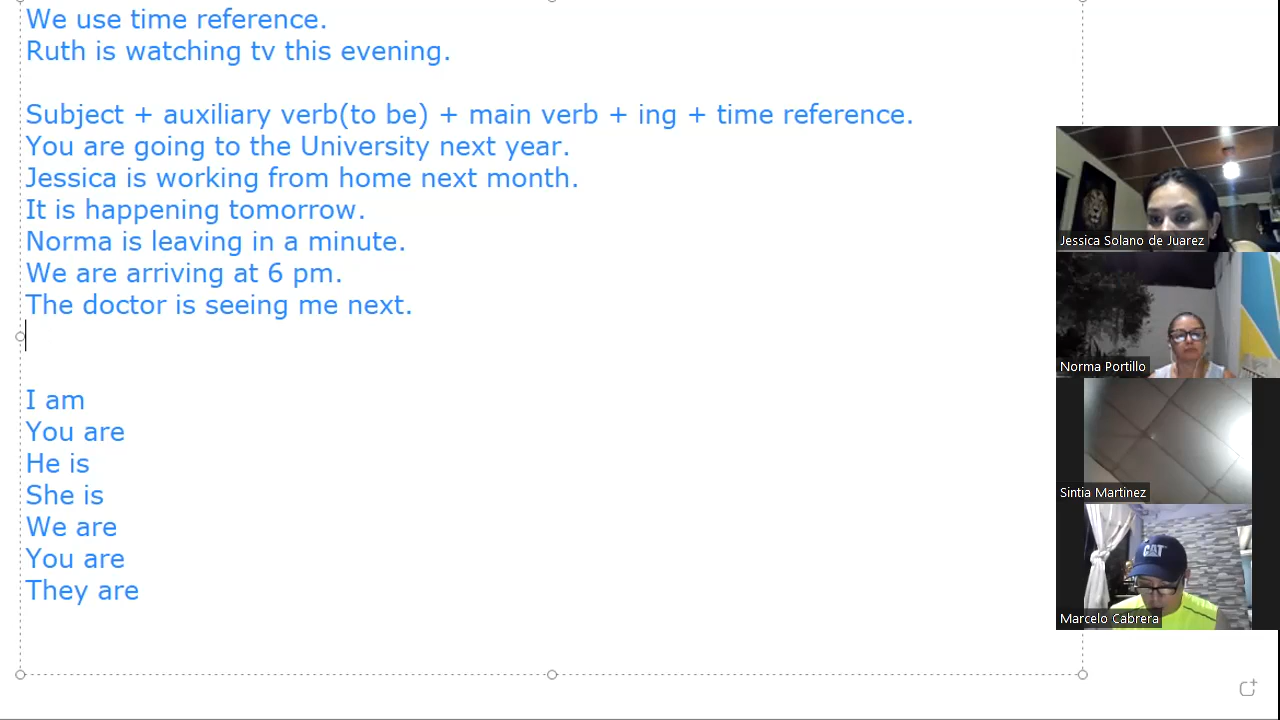 We use time reference.
Ruth is watching tv this evening.
Subject + auxiliary verb(to be) + main verb + ing + time reference.
You are going to the University next year.
Jessica is working from home next month.
It is happening tomorrow.
Norma is leaving in a minute.
We are arriving at 6 pm.
The doctor is seeing me next.
I am
You are
He is
She is
We are
You are
They are
Jessica Solano de Juarez
Norma Portillo
Sintia Martinez
CAT
Marcelo Cabrera